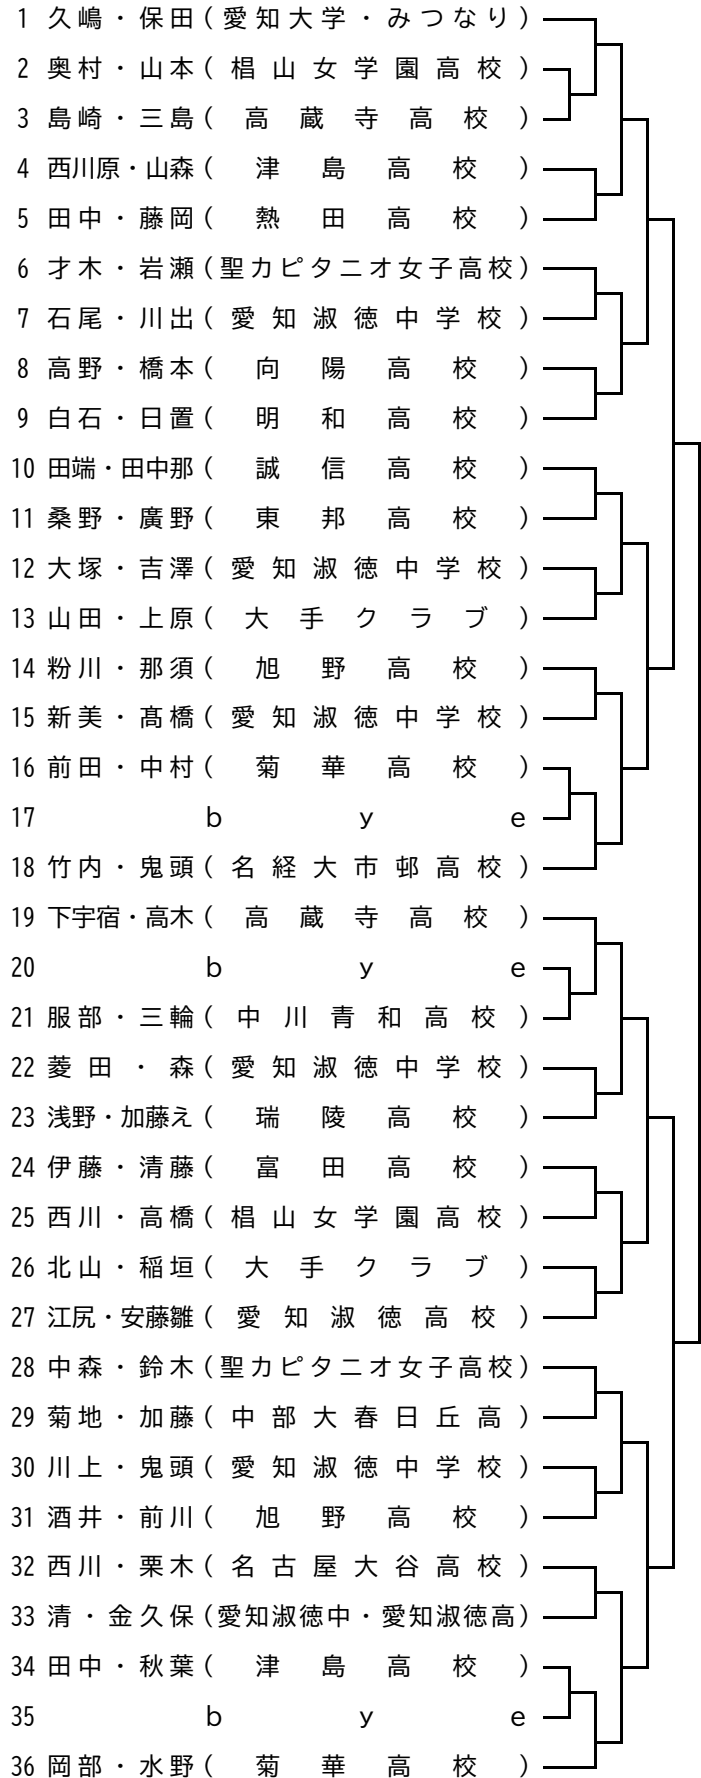 1 久嶋・保田(愛知大学・みつなり)
2 奥村・山本(椙山女学園高校)
3 島崎・三島(高蔵寺高校)
4 西川原・山森(津島高校)
5 田中・藤岡(熱田高校)
6 才木・岩瀬(聖カピタニオ女子高校)
7 石尾・川出(愛知淑徳中学校)
8 高野・橋本(向陽高校)
9 白石・日置(明和高校)
10 田端・田中那(誠信高校)
11 桑野・廣野(東邦高校)
12 大塚・吉澤(愛知淑徳中学校)
13 山田・上原(大手クラブ)
14 粉川・那須(旭野高校)
15 新美・髙橋(愛知淑徳中学校)
16 前田・中村(菊華高校)
17 bye
18 竹内・鬼頭(名経大市邨高校)
19 下宇宿・高木(高蔵寺高校)
20 bye
21 服部・三輪(中川青和高校)
22 菱田・森(愛知淑徳中学校)
23 浅野・加藤え(瑞陵高校)
24 伊藤・清藤(富田高校)
25 西川・高橋(椙山女学園高校)
26 北山・稲垣(大手クラブ)
27 江尻・安藤雛(愛知淑徳高校)
28 中森・鈴木(聖カピタニオ女子高校)
29 菊地・加藤(中部大春日丘高)
30 川上・鬼頭(愛知淑徳中学校)
31 酒井・前川(旭野高校)
32 西川・栗木(名古屋大谷高校)
33 清・金久保(愛知淑徳中・愛知淑徳高)
34 田中・秋葉(津島高校)
35 bye
36 岡部・水野(菊華高校)